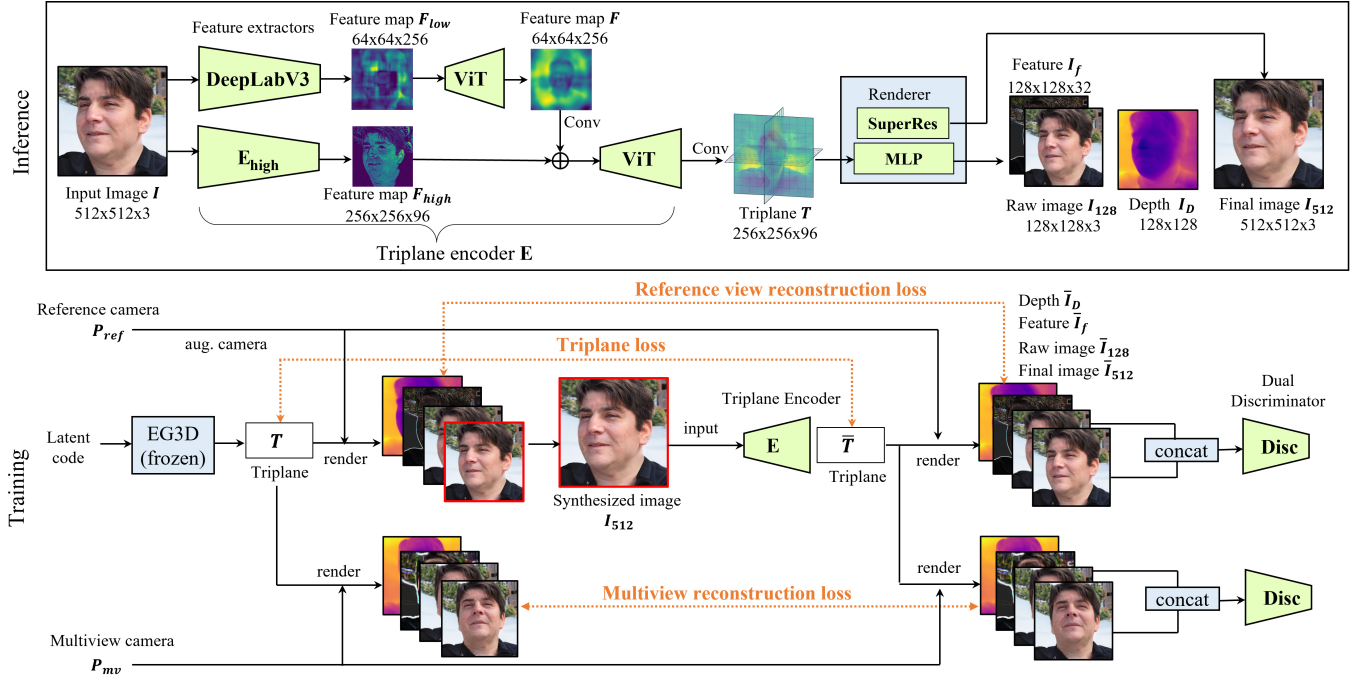 Inference
Feature extractors
Feature map F_low
64x64x256
Feature map F
64x64x256
DeepLabV3
ViT
Conv
E_high
Feature map F_high
256x256x96
ViT
Conv
Input Image I
512x512x3
Triplane encoder E
Triplane T
256x256x96
Renderer
SuperRes
MLP
Feature I_f
128x128x32
Raw image I_128
128x128x3
Depth I_D
128x128
Final image I_512
512x512x3
Training
Reference camera
P_ref
aug. camera
Reference view reconstruction loss
Triplane loss
Depth Ī_D
Feature Ī_f
Raw image Ī_128
Final image Ī_512
Latent
code
EG3D
(frozen)
T
Triplane
render
Synthesized image
I_512
input
Triplane Encoder
E
T̄
Triplane
render
concat
Dual
Discriminator
Disc
render
Multiview reconstruction loss
render
concat
Disc
Multiview camera
P_mv